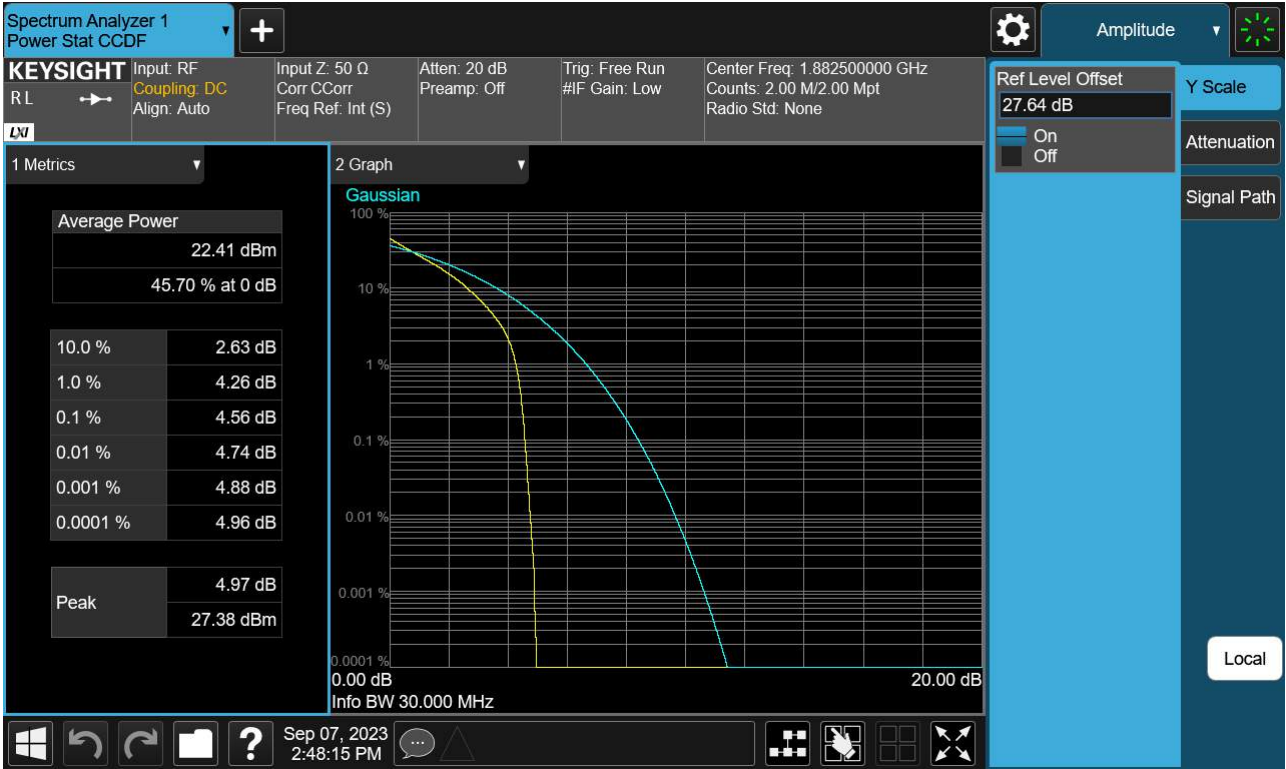 Spectrum Analyzer 1
Power Stat CCDF
Amplitude
KEYSIGHT
R L
LXI
Input: RF
Coupling: DC
Align: Auto
Input Z: 50 Ω
Corr CCorr
Freq Ref: Int (S)
Atten: 20 dB
Preamp: Off
Trig: Free Run
#IF Gain: Low
Center Freq: 1.882500000 GHz
Counts: 2.00 M/2.00 Mpt
Radio Std: None
Ref Level Offset
27.64 dB
On
Off
Y Scale
Attenuation
Signal Path
Local
1 Metrics
Average Power
22.41 dBm
45.70 % at 0 dB
10.0 % 2.63 dB
1.0 % 4.26 dB
0.1 % 4.56 dB
0.01 % 4.74 dB
0.001 % 4.88 dB
0.0001 % 4.96 dB
Peak
4.97 dB
27.38 dBm
2 Graph
Gaussian
100 %
10 %
1 %
0.1 %
0.01 %
0.001 %
0.0001 %
0.00 dB 20.00 dB
Info BW 30.000 MHz
?
Sep 07, 2023
2:48:15 PM